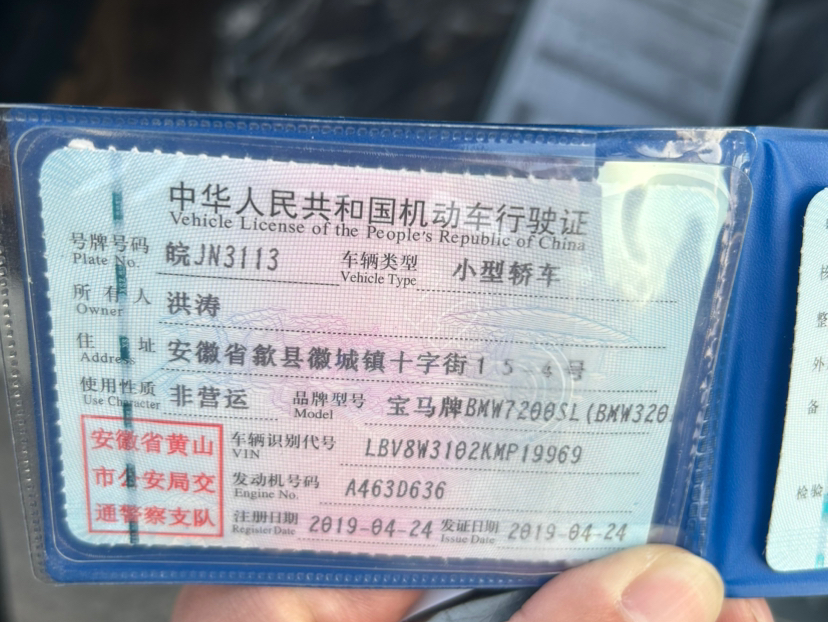 中华人民共和国机动车行驶证
Vehicle License of the People's Republic of China
号牌号码 皖JN3113 车辆类型 小型轿车
Plate No. Vehicle Type
所有人 洪涛
Owner
住址 安徽省歙县徽城镇十字街15-4号
Address
使用性质 非营运 品牌型号 宝马牌BMW7200SL(BMW320
Use Character Model
安徽省黄山
市公安局交
通警察支队
车辆识别代号 LBV8W3102KMP19969
VIN
发动机号码 A463D636
Engine No.
注册日期 2019-04-24 发证日期 2019-04-24
Register Date Issue Date
整
外
备
检验